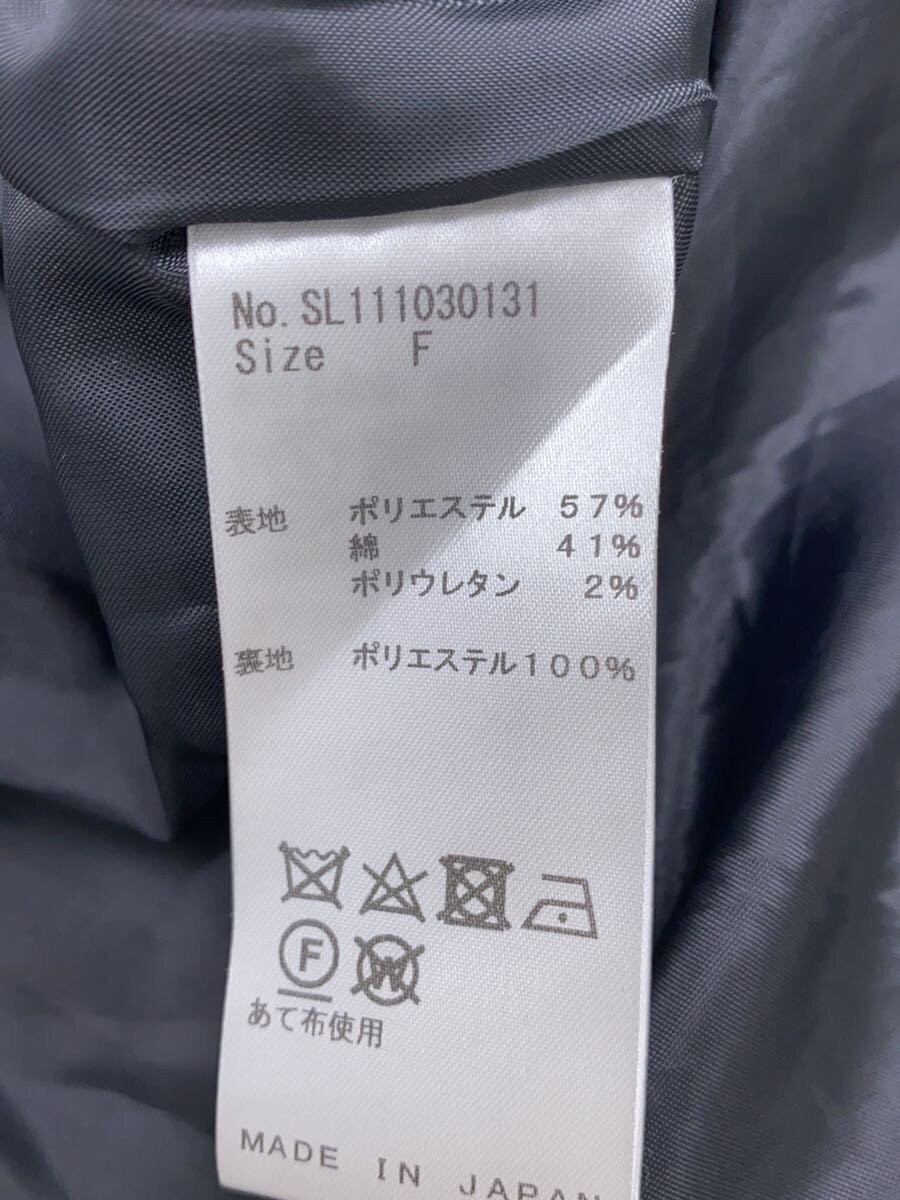 No. SL111030131
Size F
表地 ポリエステル 57%
綿 41%
ポリウレタン 2%
裏地 ポリエステル100%
F W
あて布使用
MADE IN JAPAN